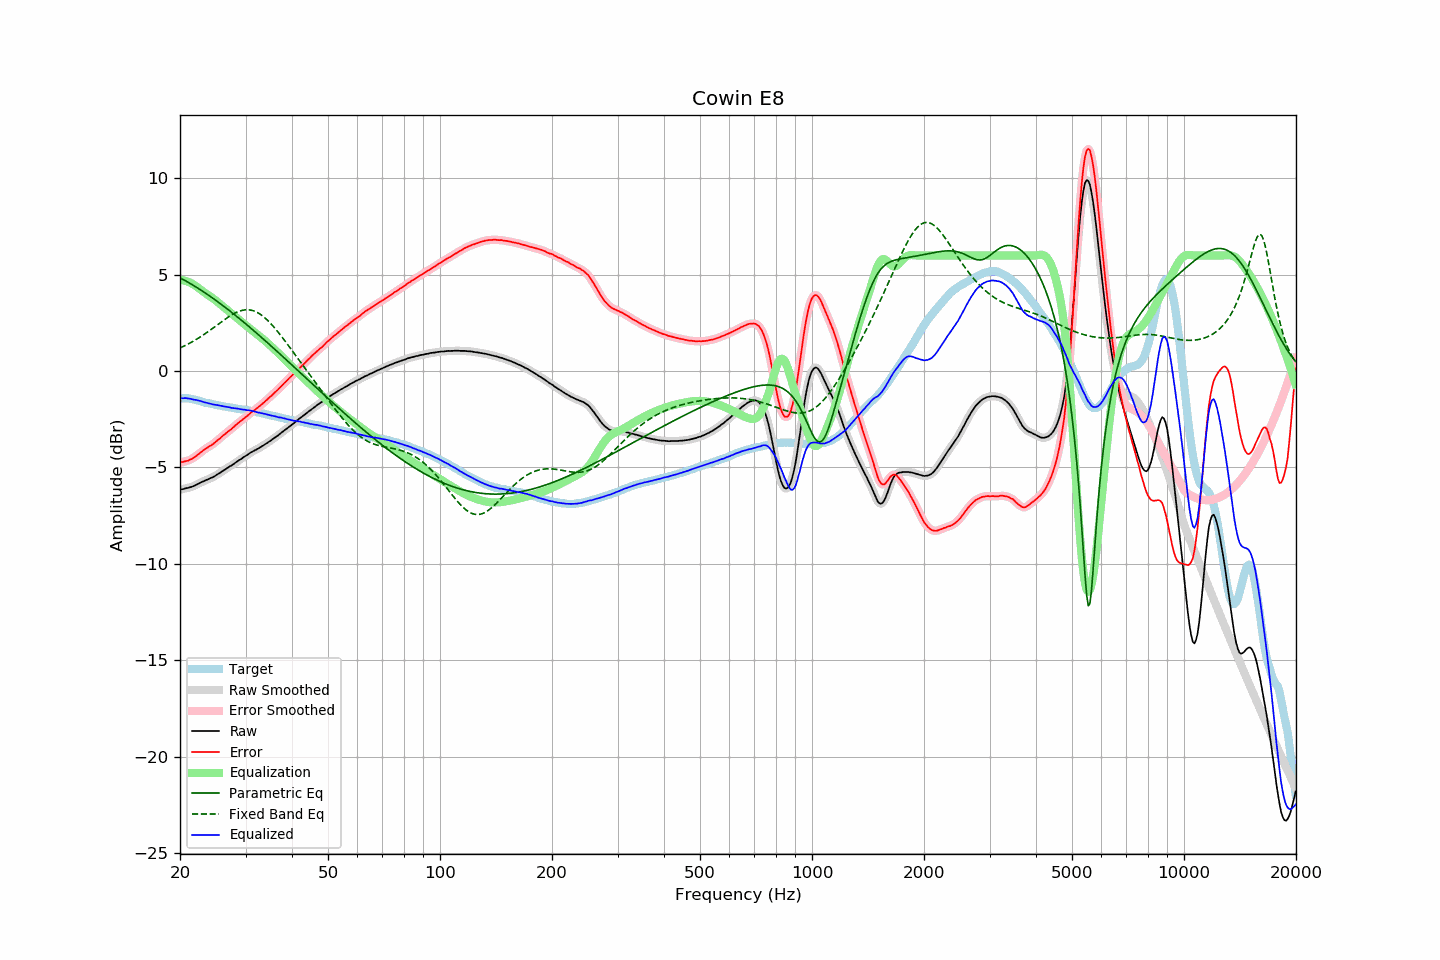 Cowin E8
10
5
0
−5
−10
−15
−20
−25
Amplitude (dBr)
Target
Raw Smoothed
Error Smoothed
Raw
Error
Equalization
Parametric Eq
Fixed Band Eq
Equalized
20 50 100 200 500 1000 2000 5000 10000 20000
Frequency (Hz)